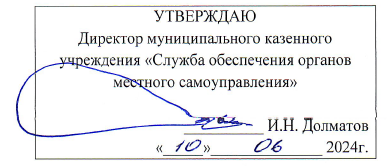 УТВЕРЖДАЮ
Директор муниципального казенного
учреждения «Служба обеспечения органов
местного самоуправления»
И.Н. Долматов
« 10 » 06 2024г.